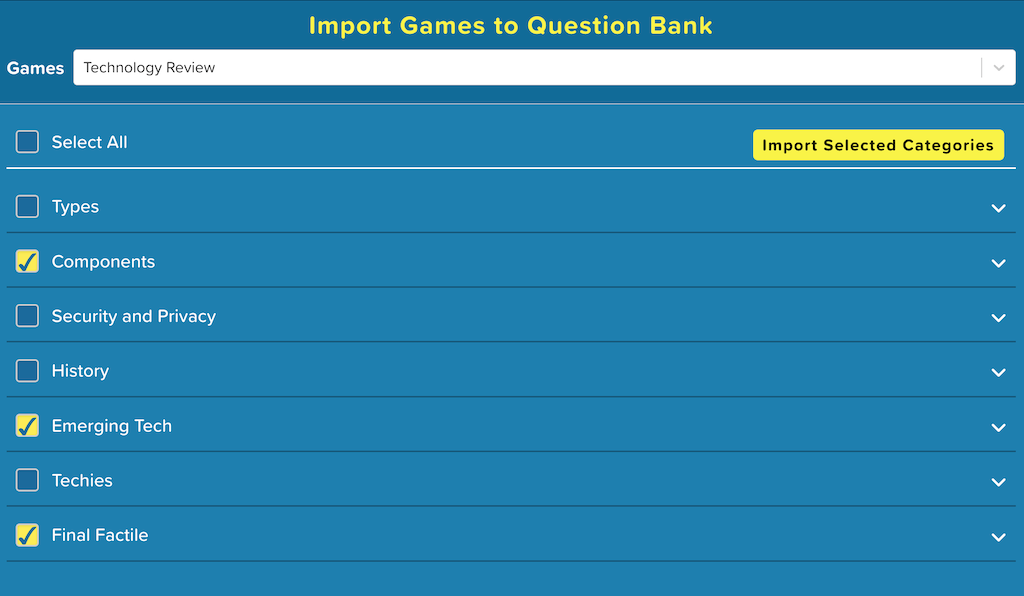 Import Games to Question Bank
Games Technology Review
Select All Import Selected Categories
Types
Components
Security and Privacy
History
Emerging Tech
Techies
Final Factile